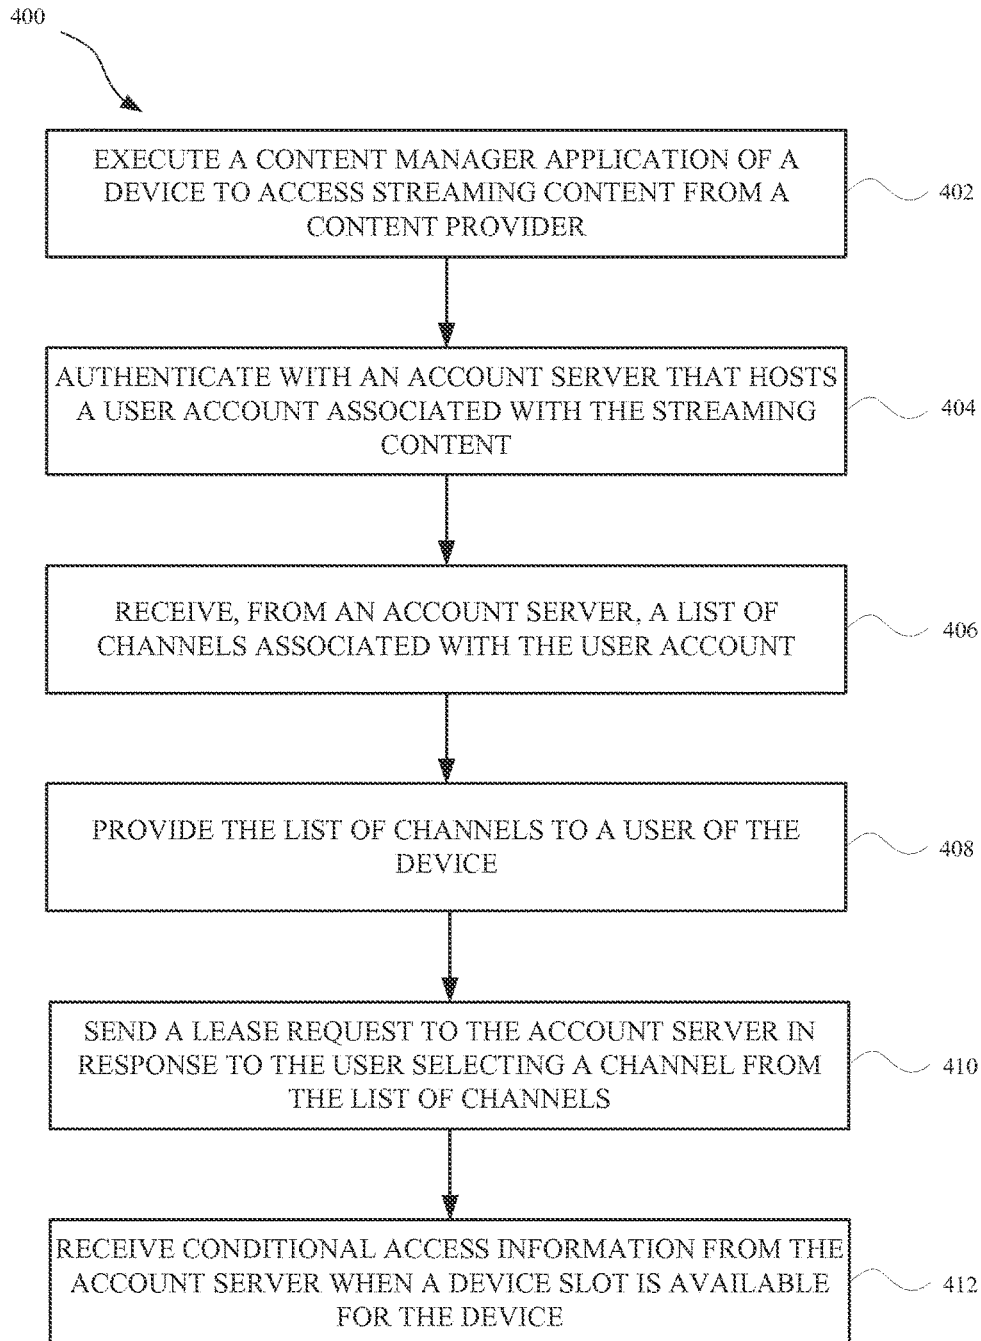 400
EXECUTE A CONTENT MANAGER APPLICATION OF A
DEVICE TO ACCESS STREAMING CONTENT FROM A
CONTENT PROVIDER
402
AUTHENTICATE WITH AN ACCOUNT SERVER THAT HOSTS
A USER ACCOUNT ASSOCIATED WITH THE STREAMING
CONTENT
404
RECEIVE, FROM AN ACCOUNT SERVER, A LIST OF
CHANNELS ASSOCIATED WITH THE USER ACCOUNT
406
PROVIDE THE LIST OF CHANNELS TO A USER OF THE
DEVICE
408
SEND A LEASE REQUEST TO THE ACCOUNT SERVER IN
RESPONSE TO THE USER SELECTING A CHANNEL FROM
THE LIST OF CHANNELS
410
RECEIVE CONDITIONAL ACCESS INFORMATION FROM THE
ACCOUNT SERVER WHEN A DEVICE SLOT IS AVAILABLE
FOR THE DEVICE
412